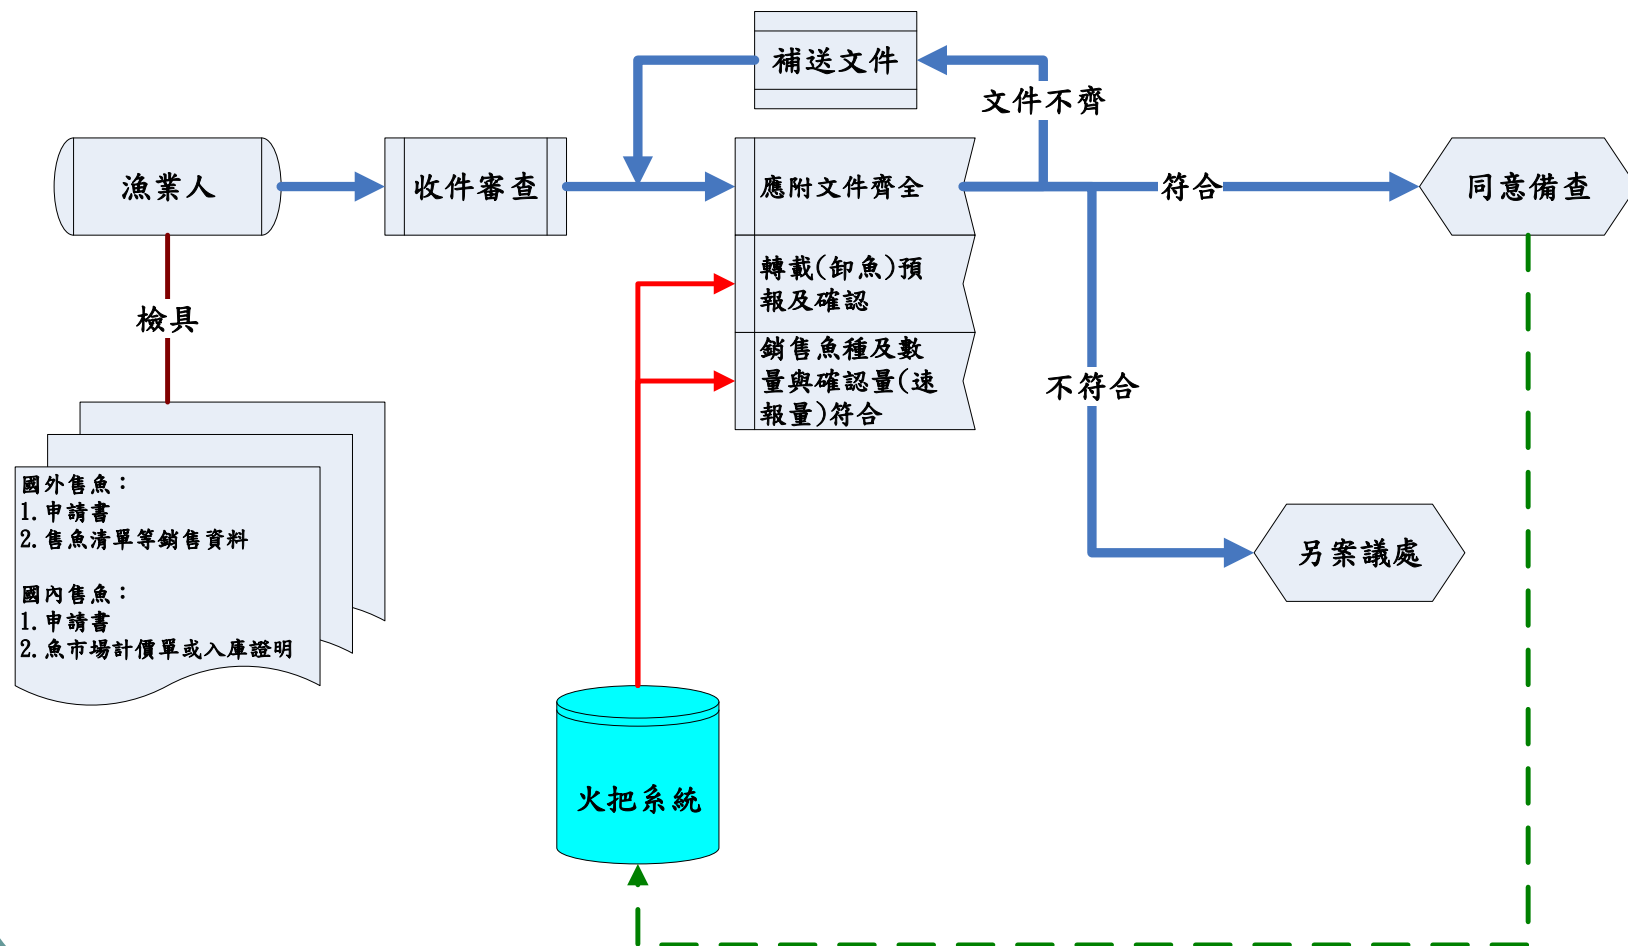 補送文件
文件不齊
漁業人
收件審查
應附文件齊全
符合
同意備查
轉載(卸魚)預
報及確認
檢具
銷售魚種及數
量與確認量(速
報量)符合
不符合
國外售魚：
1.申請書
2.售魚清單等銷售資料
國內售魚：
1.申請書
2.魚市場計價單或入庫證明
另案議處
火把系統